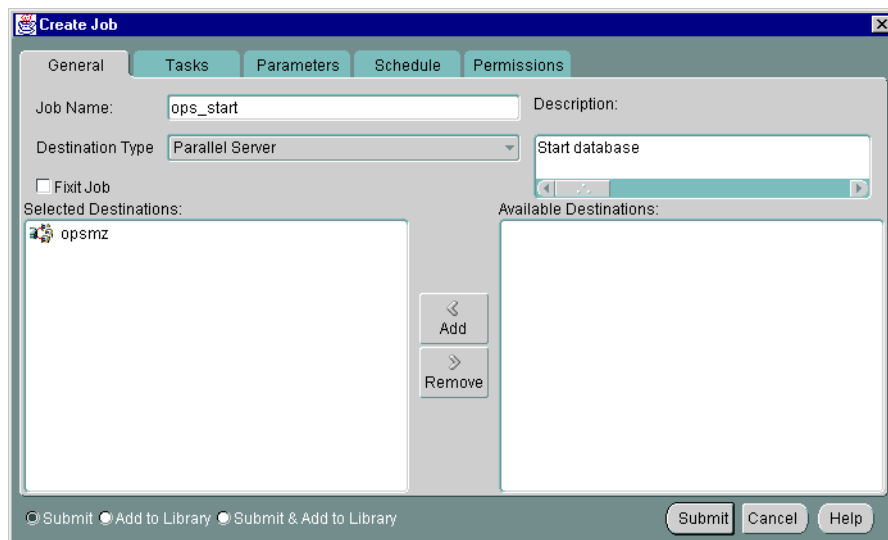 Create Job
General Tasks Parameters Schedule Permissions
Job Name: ops_start Description:
Destination Type Parallel Server Start database
Fixit Job
Selected Destinations: Available Destinations:
opsmz
Add
Remove
Submit Add to Library Submit & Add to Library Submit Cancel Help